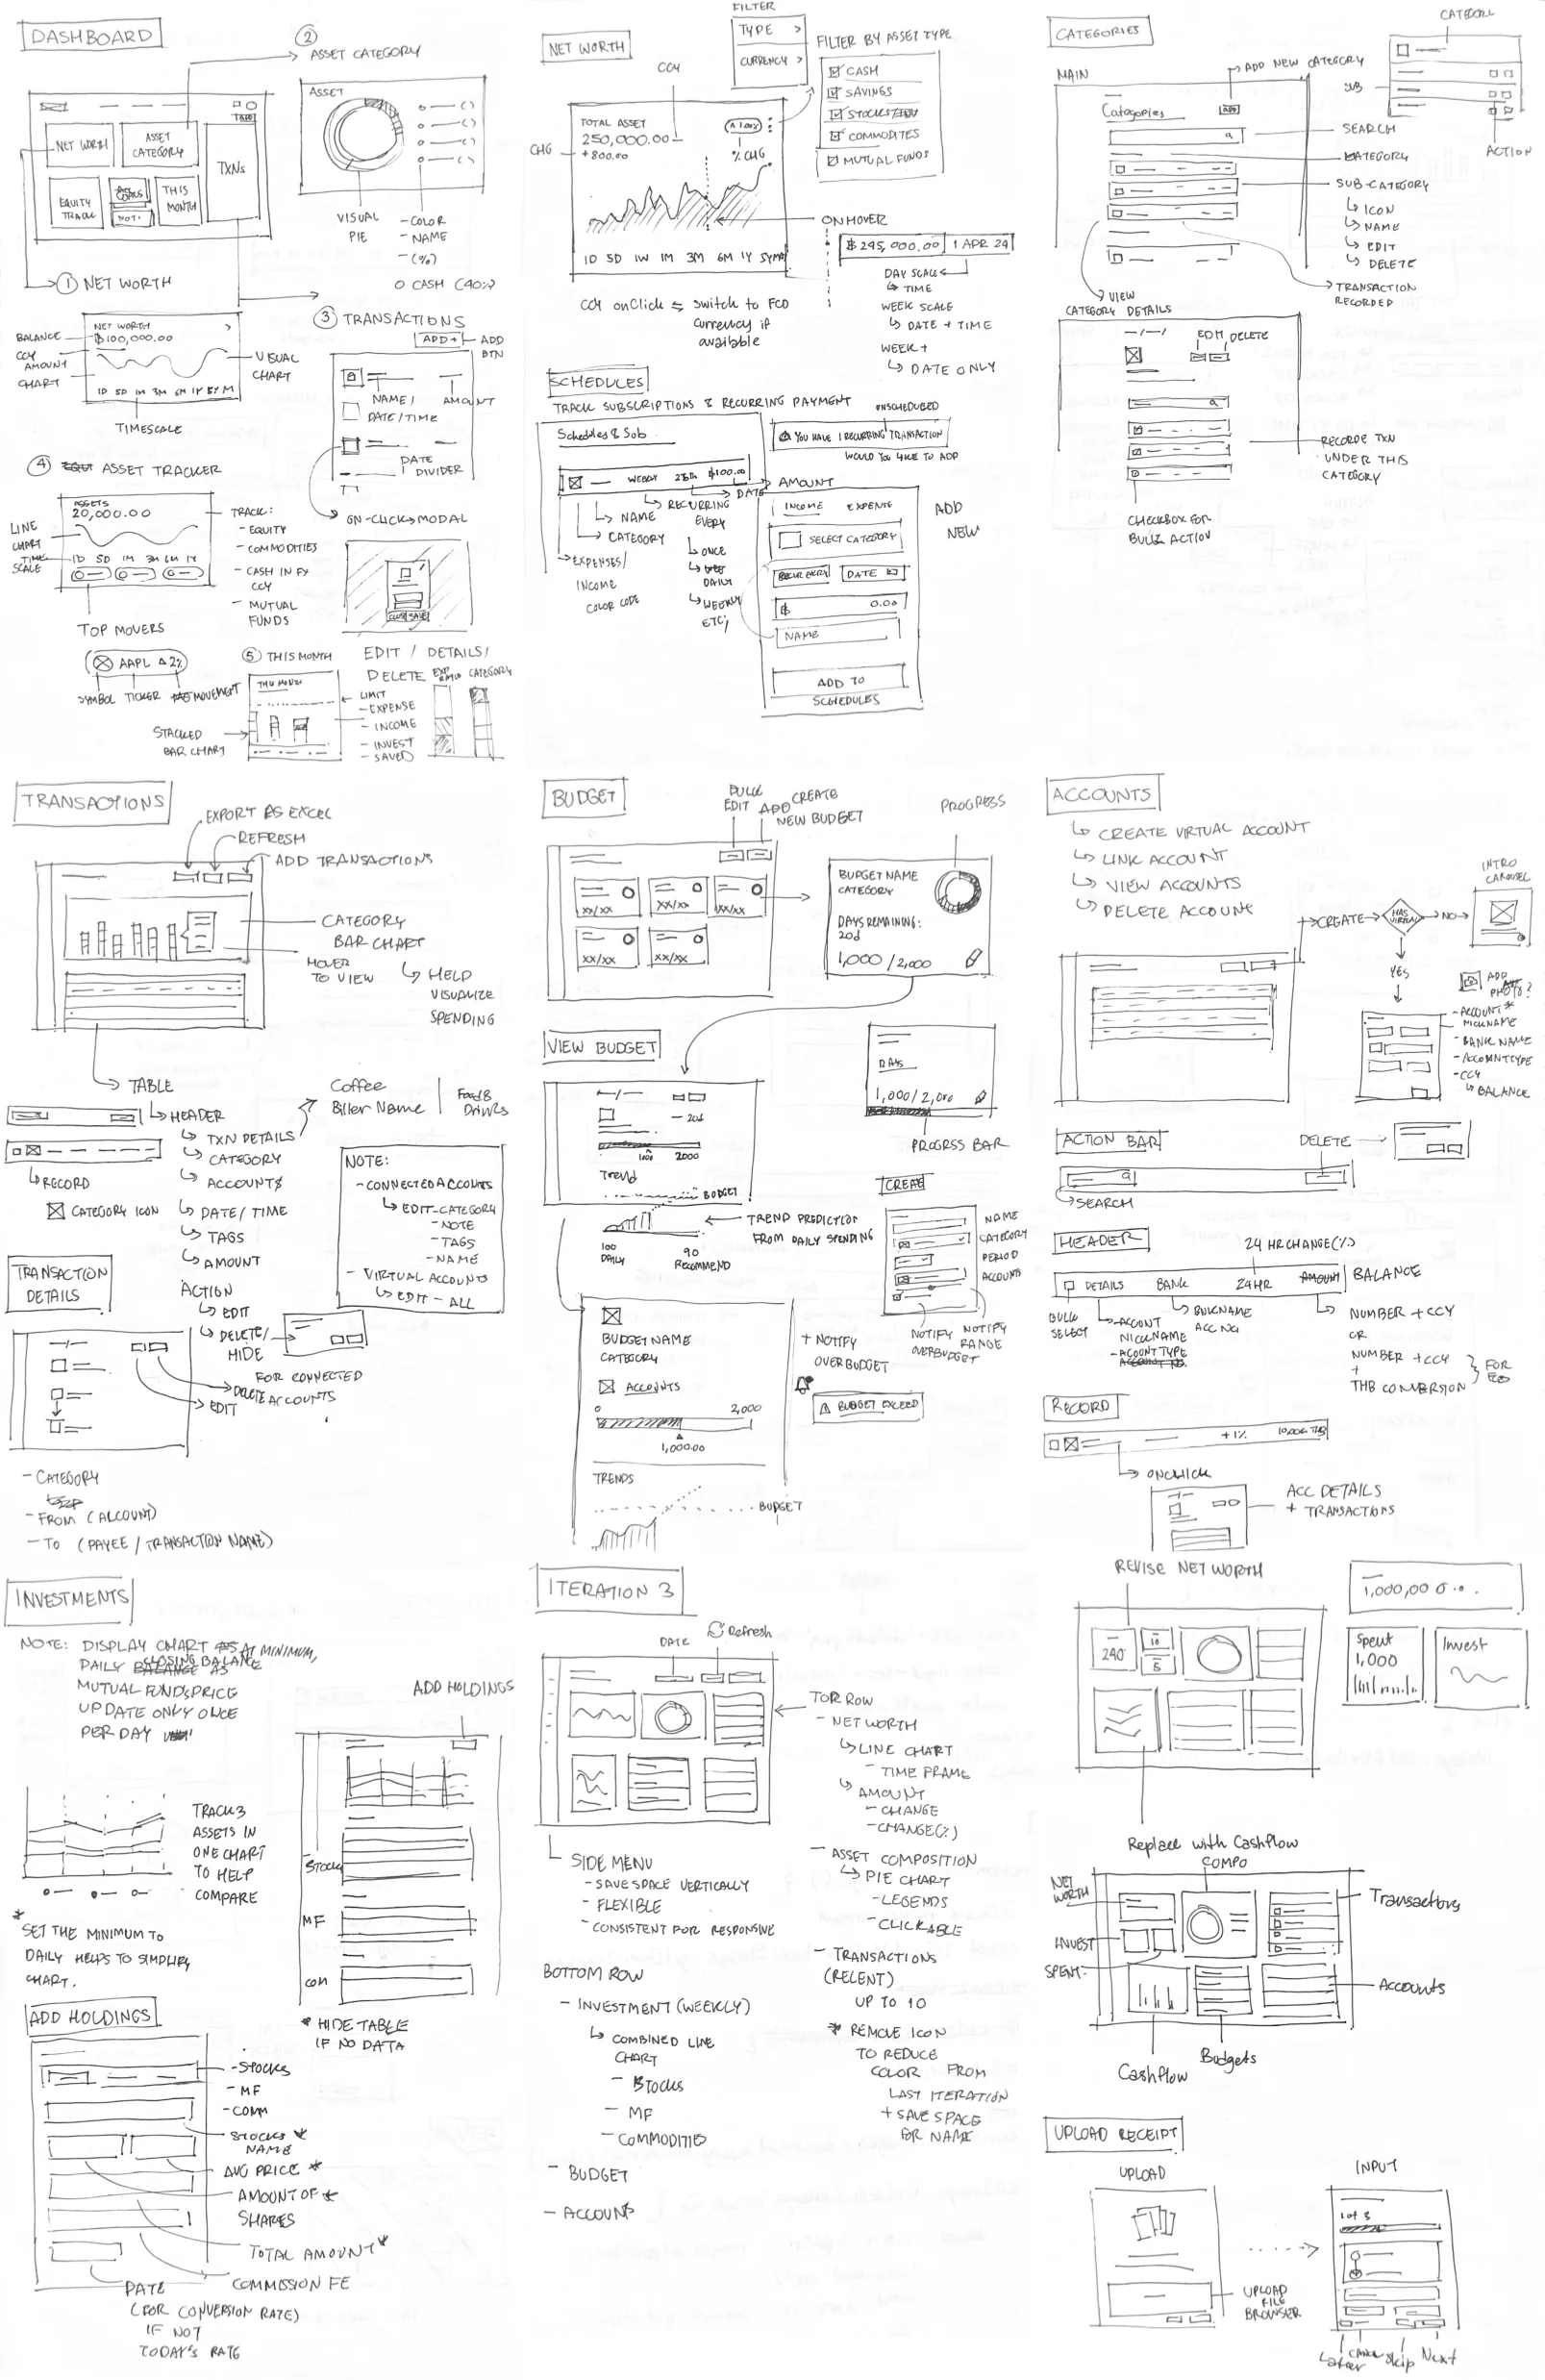 DASHBOARD
②
ASSET CATEGORY
NET WORTH
ASSET
CATEGORY
TXNs
EQUITY
TRACK
THIS
MONTH
ASSET
VISUAL
PIE
- COLOR
- NAME
- (%)
O CASH (40%)
① NET WORTH
BALANCE
CCY
AMOUNT
CHART
NET WORTH
฿100,000.00
1D 5D 1M 3M 6M 1Y 5Y M
VISUAL
CHART
TIMESCALE
③ TRANSACTIONS
ADD+
ADD
BTN
NAME/
DATE/TIME
AMOUNT
DATE
DIVIDER
ON-CLICK→MODAL
CLOSE SAVE
EDIT / DETAILS /
DELETE
④ ASSET TRACKER
ASSETS
20,000.00
LINE
CHART
TIME
SCALE
1D 5D 1M 3M 6M 1Y
TRACK:
- EQUITY
- COMMODITIES
- CASH IN FX
CCY
- MUTUAL
FUNDS
TOP MOVERS
AAPL Δ2%
SYMBOL TICKER MOVEMENT
⑤ THIS MONTH
THIS MONTH
LIMIT
- EXPENSE
- INCOME
- INVEST
- SAVED
STACKED
BAR CHART
CATEGORY
NET WORTH
FILTER
TYPE >
CURRENCY >
FILTER BY ASSET TYPE
CASH
SAVINGS
STOCKS
COMMODITES
MUTUAL FUNDS
CCY
TOTAL ASSET
250,000.00
+800.00
CHG
% CHG
1D 5D 1W 1M 3M 6M 1Y 5Y MAX
ON HOVER
฿ 245,000.00 1 APR 24
DAY SCALE
↳ TIME
WEEK SCALE
↳ DATE + TIME
WEEK +
↳ DATE ONLY
CCY onClick ⇆ switch to FCD
currency if
available
SCHEDULES
TRACK SUBSCRIPTIONS & RECURRING PAYMENT
Schedules & Sub
UNSCHEDULED
YOU HAVE 1 RECURRING TRANSACTION
WOULD YOU LIKE TO ADD
WEEKLY 25th ฿100.00
AMOUNT
DATE
RECURRING
EVERY
↳ ONCE
↳ DAILY
↳ WEEKLY
ETC,
↳ NAME
↳ CATEGORY
EXPENSES/
INCOME
COLOR CODE
INCOME EXPENSE
SELECT CATEGORY
RECUR EVERY DATE
฿ 0.00
NAME
ADD TO
SCHEDULES
ADD
NEW
CATEGORIES
MAIN
ADD NEW CATEGORY
Categories
ADD
SEARCH
CATEGORY
SUB-CATEGORY
↳ ICON
↳ NAME
↳ EDIT
↳ DELETE
TRANSACTION
RECORDED
SUB
ACTION
VIEW
CATEGORY DETAILS
EDIT DELETE
RECORDE TXN
UNDER THIS
CATEGORY
CHECKBOX FOR
BULK ACTION
TRANSACTIONS
EXPORT AS EXCEL
REFRESH
ADD TRANSACTIONS
CATEGORY
BAR CHART
↳ HELP
VISUALIZE
SPENDING
HOVER
TO VIEW
TABLE
↳ HEADER
↳ TXN DETAILS
↳ CATEGORY
↳ ACCOUNTS
↳ DATE/ TIME
↳ TAGS
↳ AMOUNT
Coffee
Biller Name
Food &
Drinks
↳ RECORD
CATEGORY ICON
ACTION
↳ EDIT
↳ DELETE/
HIDE
FOR CONNECTED
ACCOUNTS
NOTE:
- CONNECTED ACCOUNTS
↳ EDIT - CATEGORY
- NOTE
- TAGS
- NAME
- VIRTUAL ACCOUNTS
↳ EDIT - ALL
TRANSACTION
DETAILS
DELETE
EDIT
- CATEGORY
- FROM (ACCOUNT)
- TO (PAYEE / TRANSACTION NAME)
BUDGET
BULK
EDIT
ADD CREATE
NEW BUDGET
PROGRESS
xx/xx xx/xx xx/xx
xx/xx xx/xx
BUDGET NAME
CATEGORY
DAYS REMAINING:
20d
1,000 / 2,000
VIEW BUDGET
- 20d
1000 2000
Trend
BUDGET
100
DAILY
90
RECOMMEND
TREND PREDICTION
FROM DAILY SPENDING
DAYS
1,000/2,000
PROGRSS BAR
CREATE
NAME
CATEGORY
PERIOD
ACCOUNTS
NOTIFY
OVERBUDGET
NOTIFY
RANGE
BUDGET NAME
CATEGORY
ACCOUNTS
0 2,000
1,000.00
TRENDS
BUDGET
+ NOTIFY
OVERBUDGET
BUDGET EXCEED
ACCOUNTS
↳ CREATE VIRTUAL ACCOUNT
↳ LINK ACCOUNT
↳ VIEW ACCOUNTS
↳ DELETE ACCOUNT
CREATE
HAS
VIRTUAL
NO
YES
INTRO
CAROUSEL
ADD
PHOTO?
- ACCOUNT*
NICKNAME
- BANK NAME
- ACCOUNT TYPE
- CCY
↳ BALANCE
ACTION BAR
DELETE
SEARCH
HEADER
24 HR CHANGE(%)
DETAILS BANK 24HR AMOUNT
BALANCE
BULK
SELECT
- ACCOUNT
NICKNAME
- ACOUNT TYPE
ACCOUNT NO.
↳ BANKNAME
ACC NO
NUMBER + CCY
OR
NUMBER + CCY
+
THB CONVERSION
FOR
FCD
RECORD
+1%
ONCLICK
ACC DETAILS
+ TRANSACTIONS
INVESTMENTS
NOTE: DISPLAY CHART AS AT MINIMUM,
DAILY CLOSING BALANCE AS
MUTUAL FUNDS PRICE
UPDATE ONLY ONCE
PER DAY
ADD HOLDINGS
TRACK 3
ASSETS IN
ONE CHART
TO HELP
COMPARE
* SET THE MINIMUM TO
DAILY HELPS TO SIMPLIFY
CHART.
STOCK
MF
COM
* HIDE TABLE
IF NO DATA
ADD HOLDINGS
- STOCKS
- MF
- COMM
STOCKS *
NAME
AVG PRICE *
AMOUNT OF *
SHARES
TOTAL AMOUNT *
COMMISSION FE
DATE
(FOR CONVERSION RATE)
IF NOT
TODAY'S RATE
ITERATION 3
DATE
Refresh
TOP ROW
- NET WORTH
↳ LINE CHART
- TIME FRAME
↳ AMOUNT
- CHANGE
- CHANGE(%)
- ASSET COMPOSITION
↳ PIE CHART
- LEGENDS
- CLICKABLE
- TRANSACTIONS
(RECENT)
UP TO 10
* REMOVE ICON
TO REDUCE
COLOR FROM
LAST ITERATION
+ SAVE SPACE
FOR NAME
SIDE MENU
- SAVE SPACE VERTICALLY
- FLEXIBLE
- CONSISTENT FOR RESPONSIVE
BOTTOM ROW
- INVESTMENT (WEEKLY)
↳ COMBINED LINE
CHART
- STOCKS
- MF
- COMMODITIES
- BUDGET
- ACCOUNTS
REVISE NET WORTH
240
10
5
Spent
1,000
Invest
Replace with Cashflow
COMPO
NET
WORTH
INVEST
SPENT
Transactions
Accounts
Cashflow
Budgets
UPLOAD RECEIPT
UPLOAD
UPLOAD
FILE
BROWSER
INPUT
1 of 3
Later
Skip
Next